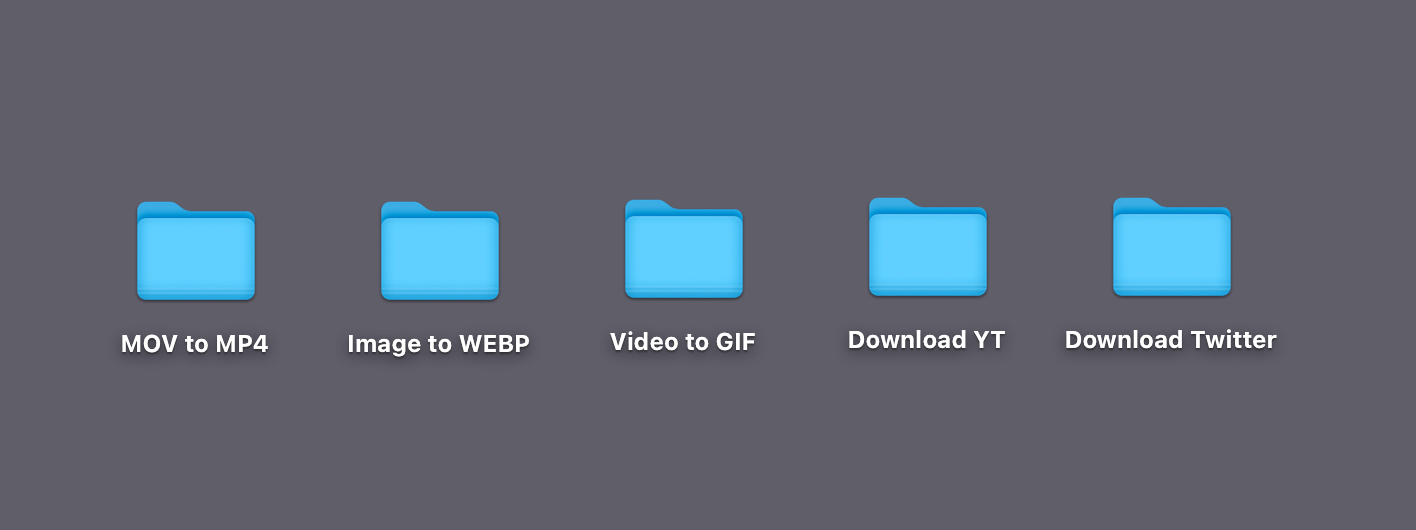 MOV to MP4
Image to WEBP
Video to GIF
Download YT
Download Twitter